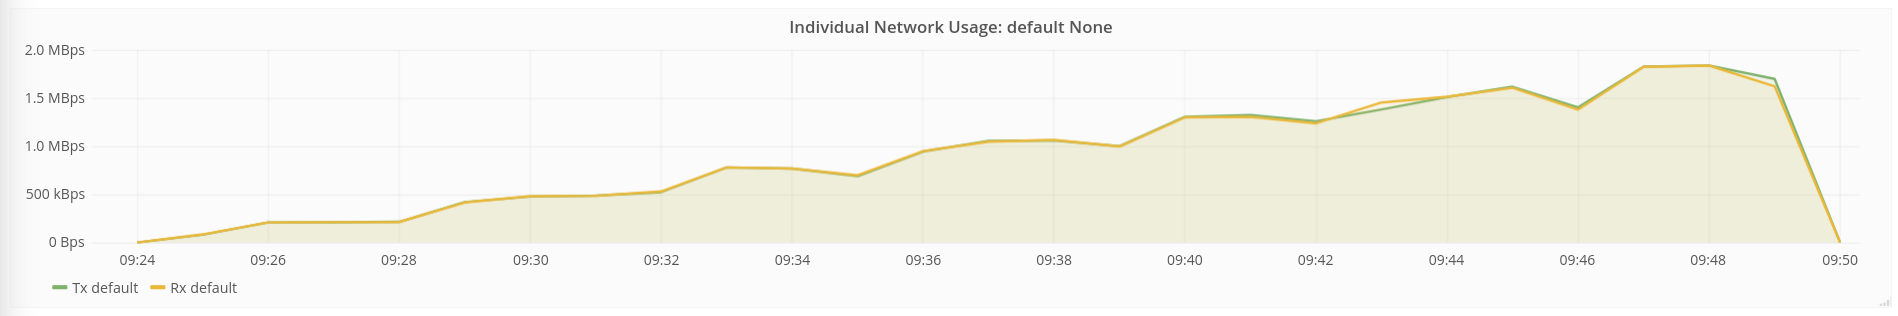 Individual Network Usage: default None
2.0 MBps
1.5 MBps
1.0 MBps
500 kBps
0 Bps
09:24 09:26 09:28 09:30 09:32 09:34 09:36 09:38 09:40 09:42 09:44 09:46 09:48 09:50
Tx default Rx default